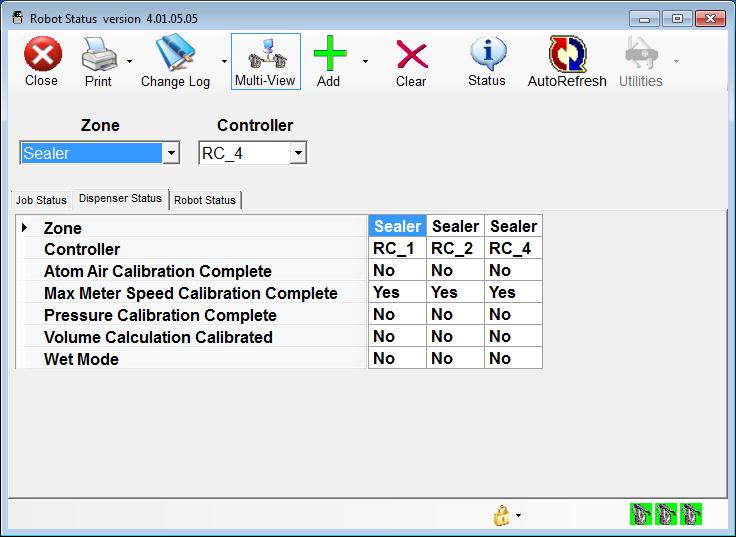 Robot Status version 4.01.05.05
Close Print Change Log Multi-View Add Clear Status AutoRefresh Utilities
Zone Controller
Sealer RC_4
Job Status Dispenser Status Robot Status
Zone Sealer Sealer Sealer
Controller RC_1 RC_2 RC_4
Atom Air Calibration Complete No No No
Max Meter Speed Calibration Complete Yes Yes Yes
Pressure Calibration Complete No No No
Volume Calculation Calibrated No No No
Wet Mode No No No